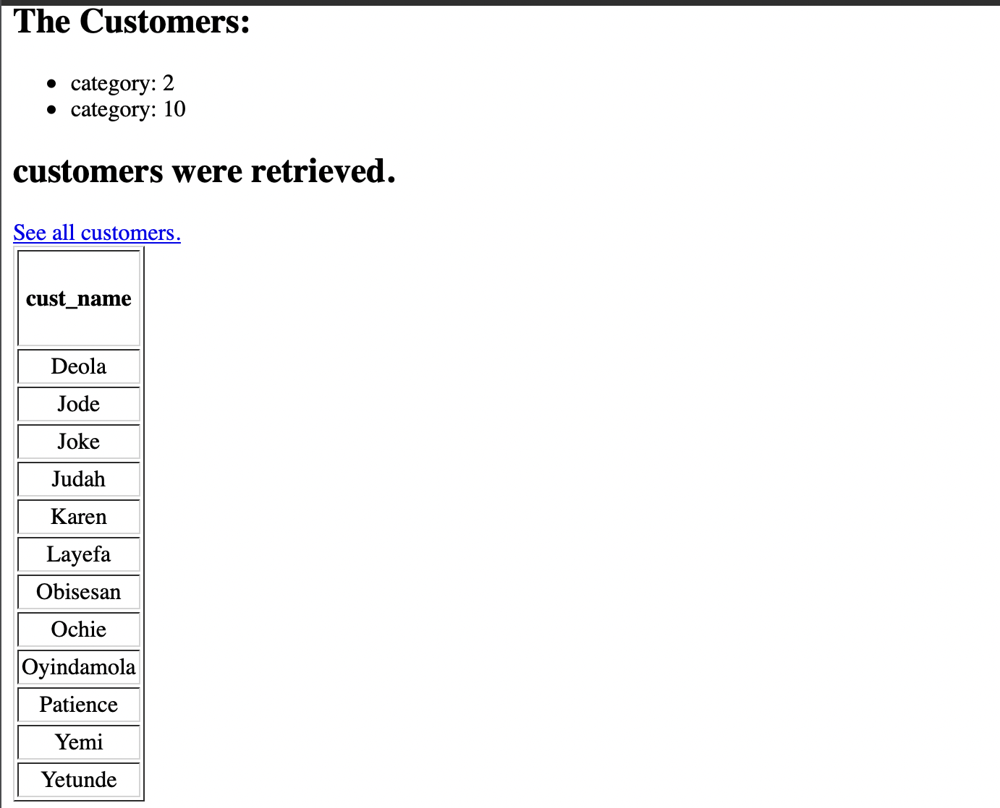 The Customers:
category: 2
category: 10
customers were retrieved.
See all customers.
cust_name
Deola
Jode
Joke
Judah
Karen
Layefa
Obisesan
Ochie
Oyindamola
Patience
Yemi
Yetunde